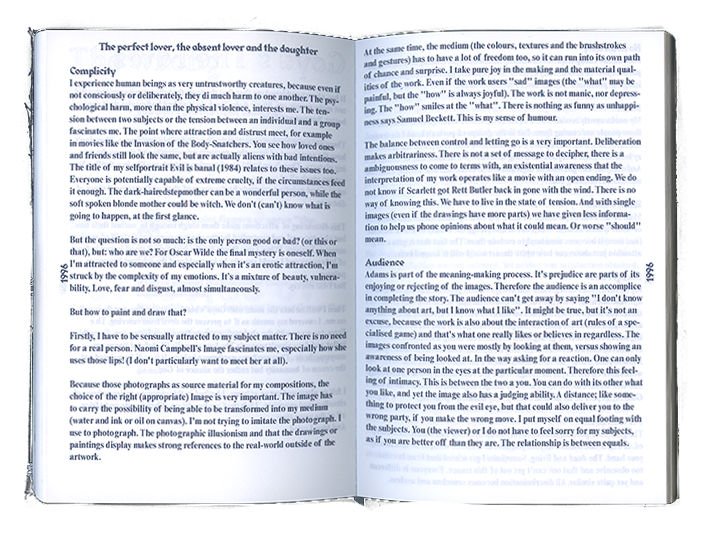 The perfect lover, the absent lover and the daughter
Complicity
I experience human beings as very untrustworthy creatures, because even if
not consciously or deliberately, they di much harm to one another. The psy-
chological harm, more than the physical violence, interests me. The ten-
sion between two subjects or the tension between an individual and a group
fascinates me. The point where attraction and distrust meet, for example
in movies like the Invasion of the Body-Snatchers. You see how loved ones
and friends still look the same, but are actually aliens with bad intentions.
The title of my selfportrait Evil is banal (1984) relates to these issues too.
Everyone is potentially capable of extreme cruelty, if the circumstances feed
it enough. The dark-hairedstepmother can be a wonderful person, while the
soft spoken blonde mother could be witch. We don't (can't) know what is
going to happen, at the first glance.
But the question is not so much: is the only person good or bad? (or this or
that), but: who are we? For Oscar Wilde the final mystery is oneself. When
I'm attracted to someone and especially when it's an erotic attraction, I'm
struck by the complexity of my emotions. It's a mixture of beauty, vulnera-
bility, Love, fear and disgust, almost simultaneously.
But how to paint and draw that?
Firstly, I have to be sensually attracted to my subject matter. There is no need
for a real person. Naomi Campbell's Image fascinates me, especially how she
uses those lips! (I don't particularly want to meet her at all).
Because those photographs as source material for my compositions, the
choice of the right (appropriate) Image is very important. The image has
to carry the possibility of being able to be transformed into my medium
(water and ink or oil on canvas). I'm not trying to imitate the photograph. I
use to photograph. The photographic illusionism and that the drawings or
paintings display makes strong references to the real-world outside of the
artwork.
1996
At the same time, the medium (the colours, textures and the brushstrokes
and gestures) has to have a lot of freedom too, so it can run into its own path
of chance and surprise. I take pure joy in the making and the material qual-
ities of the work. Even if the work users "sad" images (the "what" may be
painful, but the "how" is always joyful). The work is not manic, nor depress-
ing. The "how" smiles at the "what". There is nothing as funny as unhappi-
ness says Samuel Beckett. This is my sense of humour.
The balance between control and letting go is a very important. Deliberation
makes arbitrariness. There is not a set of message to decipher, there is a
ambiguousness to come to terms with, an existential awareness that the
interpretation of my work operates like a movie with an open ending. We do
not know if Scarlett got Rett Butler back in gone with the wind. There is no
way of knowing this. We have to live in the state of tension. And with single
images (even if the drawings have more parts) we have given less informa-
tion to help us phone opinions about what it could mean. Or worse "should"
mean.
Audience
Adams is part of the meaning-making process. It's prejudice are parts of its
enjoying or rejecting of the images. Therefore the audience is an accomplice
in completing the story. The audience can't get away by saying "I don't know
anything about art, but I know what I like". It might be true, but it's not an
excuse, because the work is also about the interaction of art (rules of a spe-
cialised game) and that's what one really likes or believes in regardless. The
images confronted as you were mostly by looking at them, versus showing an
awareness of being looked at. In the way asking for a reaction. One can only
look at one person in the eyes at the particular moment. Therefore this feel-
ing of intimacy. This is between the two a you. You can do with its other what
you like, and yet the image also has a judging ability. A distance; like some-
thing to protect you from the evil eye, but that could also deliver you to the
wrong party, if you make the wrong move. I put myself on equal footing with
the subjects. You (the viewer) or I do not have to feel sorry for my subjects,
as if you are better off than they are. The relationship is between equals.
1996